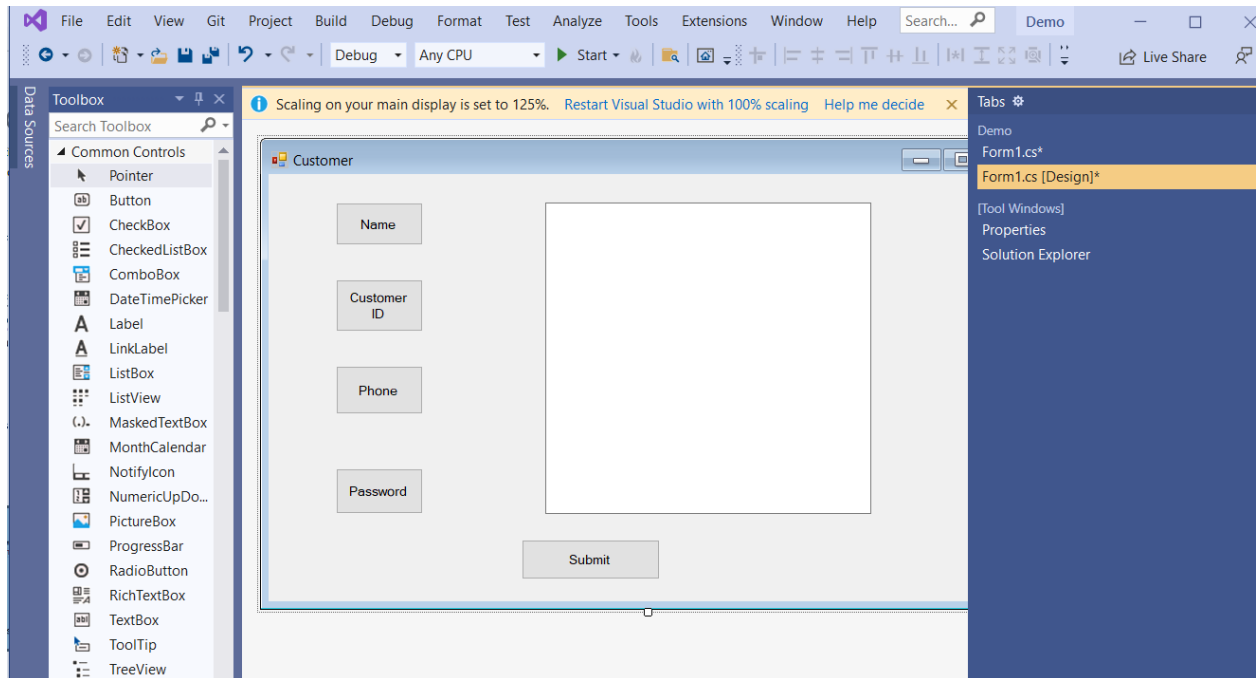 File Edit View Git Project Build Debug Format Test Analyze Tools Extensions Window Help Search... Demo
Debug Any CPU Start Live Share
Data Sources
Toolbox
Search Toolbox
Common Controls
Pointer
Button
CheckBox
CheckedListBox
ComboBox
DateTimePicker
Label
LinkLabel
ListBox
ListView
MaskedTextBox
MonthCalendar
NotifyIcon
NumericUpDo...
PictureBox
ProgressBar
RadioButton
RichTextBox
TextBox
ToolTip
TreeView
Scaling on your main display is set to 125%. Restart Visual Studio with 100% scaling Help me decide
Customer
Name
Customer
ID
Phone
Password
Submit
Tabs
Demo
Form1.cs*
Form1.cs [Design]*
[Tool Windows]
Properties
Solution Explorer